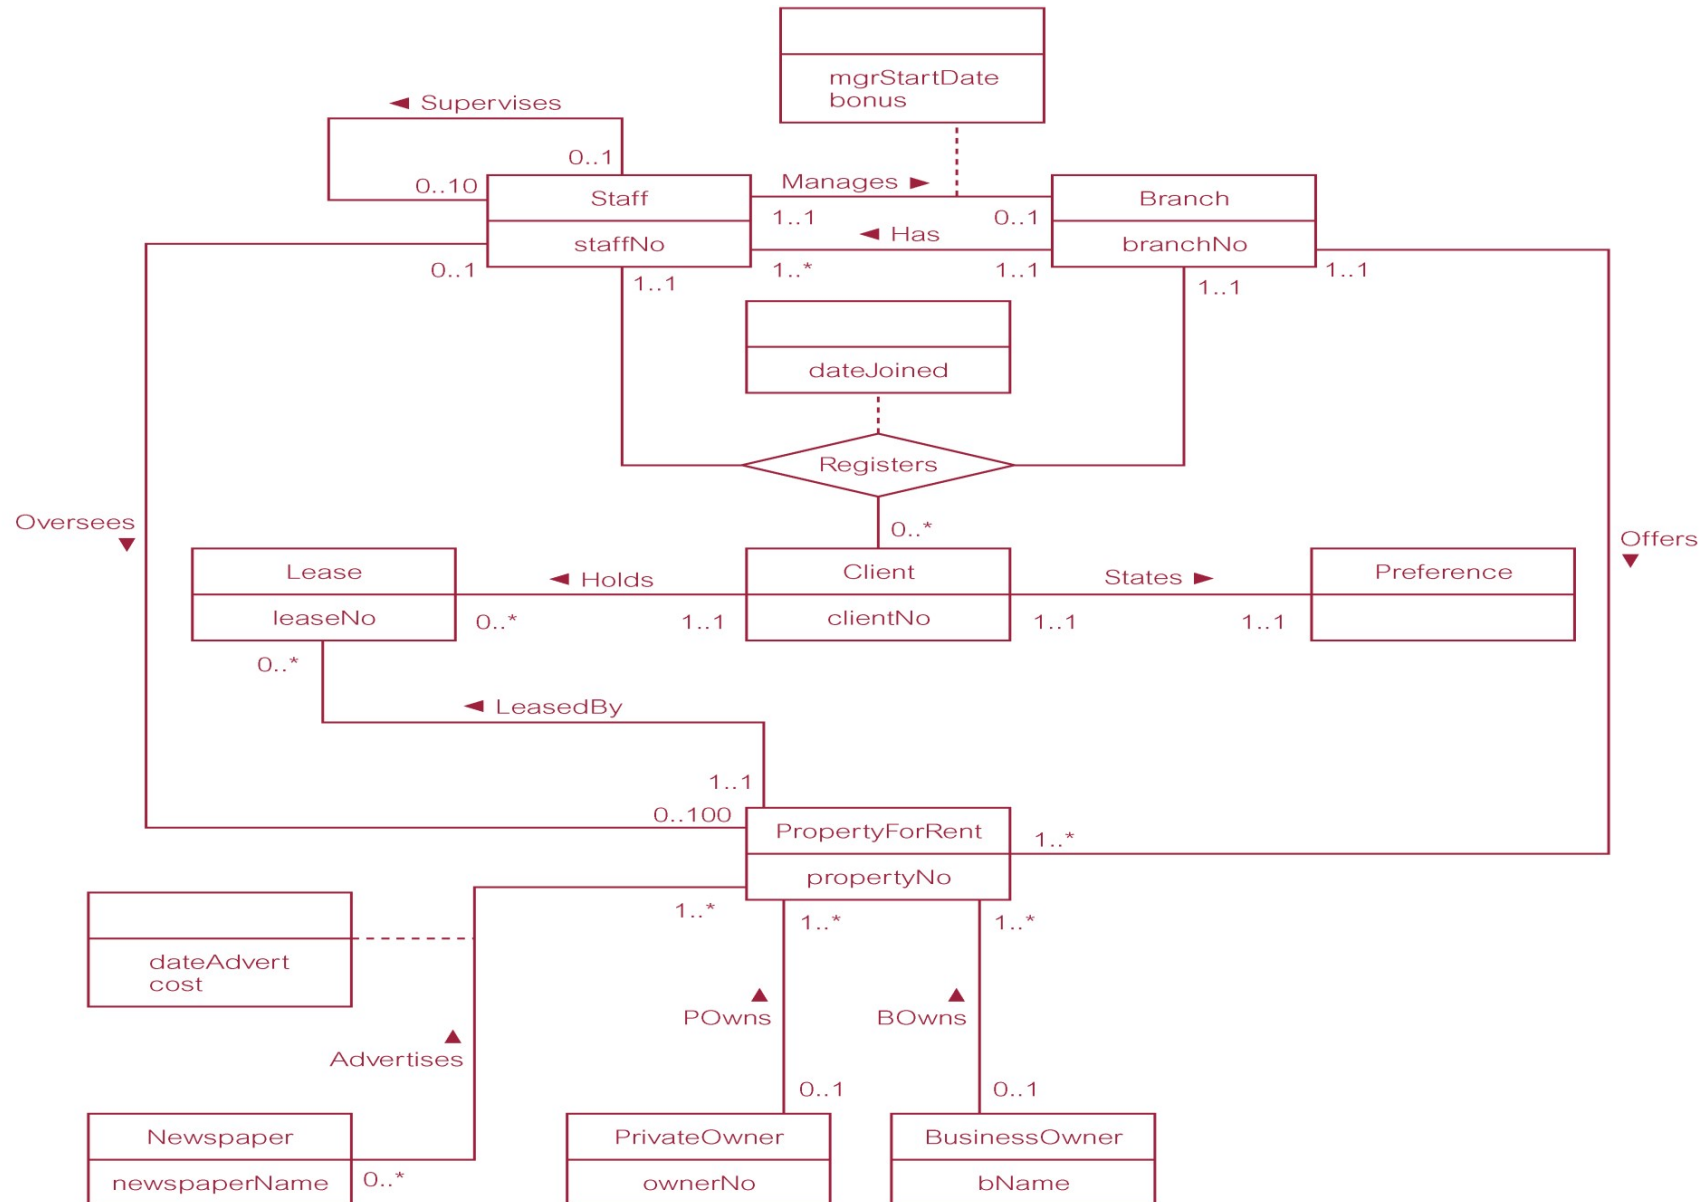 mgrStartDate
bonus
◄ Supervises
0..1
0..10
Staff
staffNo
Manages ►
1..1
0..1
◄ Has
1..*
1..1
Branch
branchNo
0..1
1..1
1..1
1..1
dateJoined
Registers
Oversees
▼
0..*
Offers
▼
Lease
leaseNo
◄ Holds
0..*
1..1
Client
clientNo
States ►
1..1
1..1
Preference
0..*
◄ LeasedBy
1..1
0..100
PropertyForRent
propertyNo
1..*
1..*
1..*
1..*
dateAdvert
cost
▲
POwns
▲
BOwns
▲
Advertises
0..1
0..1
Newspaper
newspaperName
0..*
PrivateOwner
ownerNo
BusinessOwner
bName